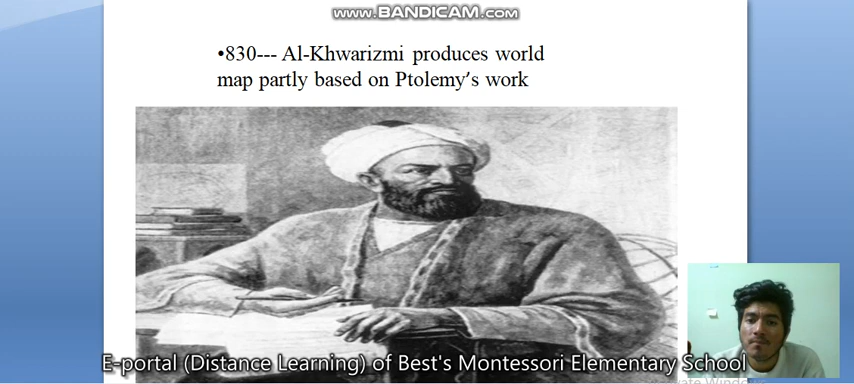 www.BANDICAM.com
•830--- Al-Khwarizmi produces world
map partly based on Ptolemy's work
E-portal (Distance Learning) of Best's Montessori Elementary School